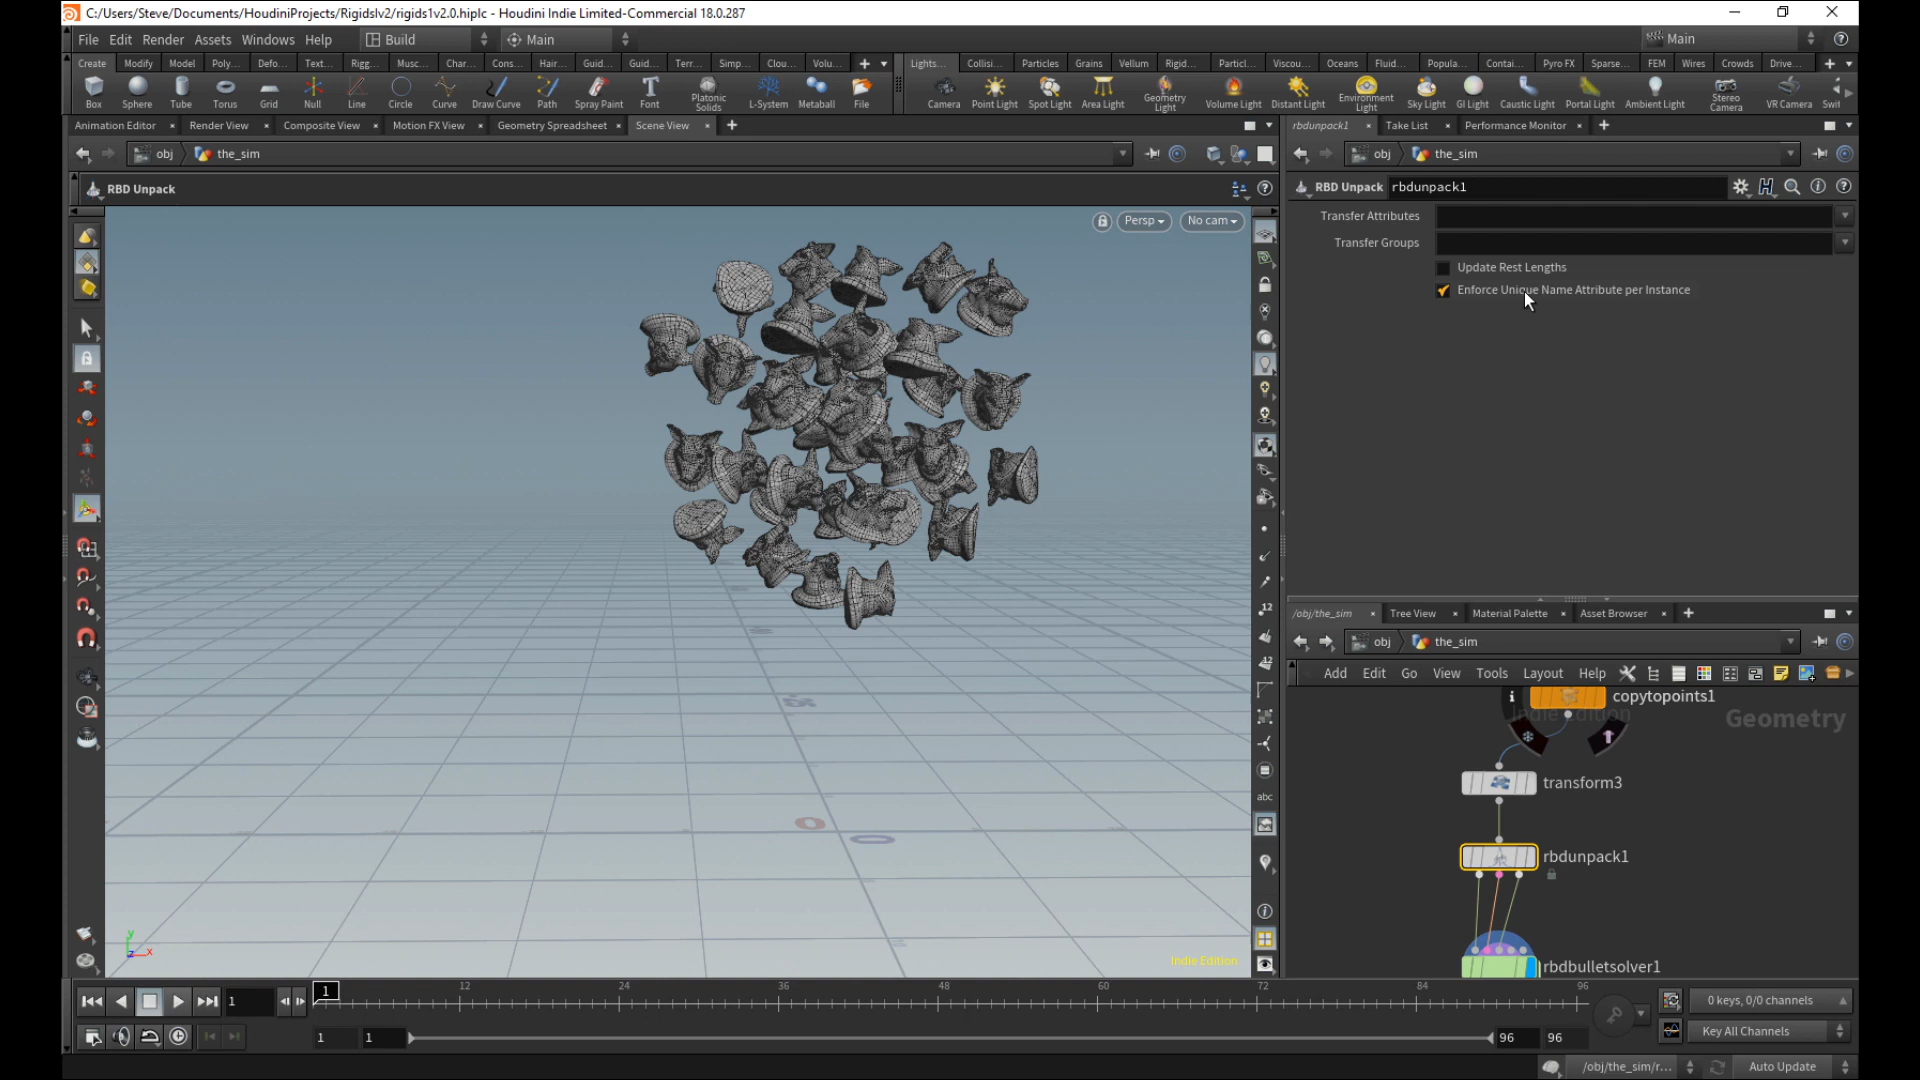 C:/Users/Steve/Documents/HoudiniProjects/RigidsIv2/rigids1v2.0.hiplc - Houdini Indie Limited-Commercial 18.0.287
File Edit Render Assets Windows Help Build Main Main
Create Modify Model Poly... Defo... Text... Rigg... Musc... Char... Cons... Hair... Guid... Guid... Terr... Simp... Clou... Volu...
Lights... Collisi... Particles Grains Vellum Rigid... Particl... Viscou... Oceans Fluid... Popula... Contai... Pyro FX Sparse... FEM Wires Crowds Drive...
Box Sphere Tube Torus Grid Null Line Circle Curve Draw Curve Path Spray Paint Font Platonic Solids L-System Metaball File
Camera Point Light Spot Light Area Light Geometry Light Volume Light Distant Light Environment Light Sky Light GI Light Caustic Light Portal Light Ambient Light Stereo Camera VR Camera Swit
Animation Editor Render View Composite View Motion FX View Geometry Spreadsheet Scene View
rbdunpack1 Take List Performance Monitor
obj the_sim
obj the_sim
RBD Unpack
RBD Unpack rbdunpack1
Persp No cam
Transfer Attributes
Transfer Groups
Update Rest Lengths
Enforce Unique Name Attribute per Instance
12
12
abc
/obj/the_sim Tree View Material Palette Asset Browser
obj the_sim
Add Edit Go View Tools Layout Help
copytopoints1
Indie Edition
Geometry
transform3
rbdunpack1
rbdbulletsolver1
y
x
z
0
Indie Edition
1 1 12 24 36 48 60 72 84 96
0 keys, 0/0 channels
1 1 96 96
Key All Channels
/obj/the_sim/r... Auto Update